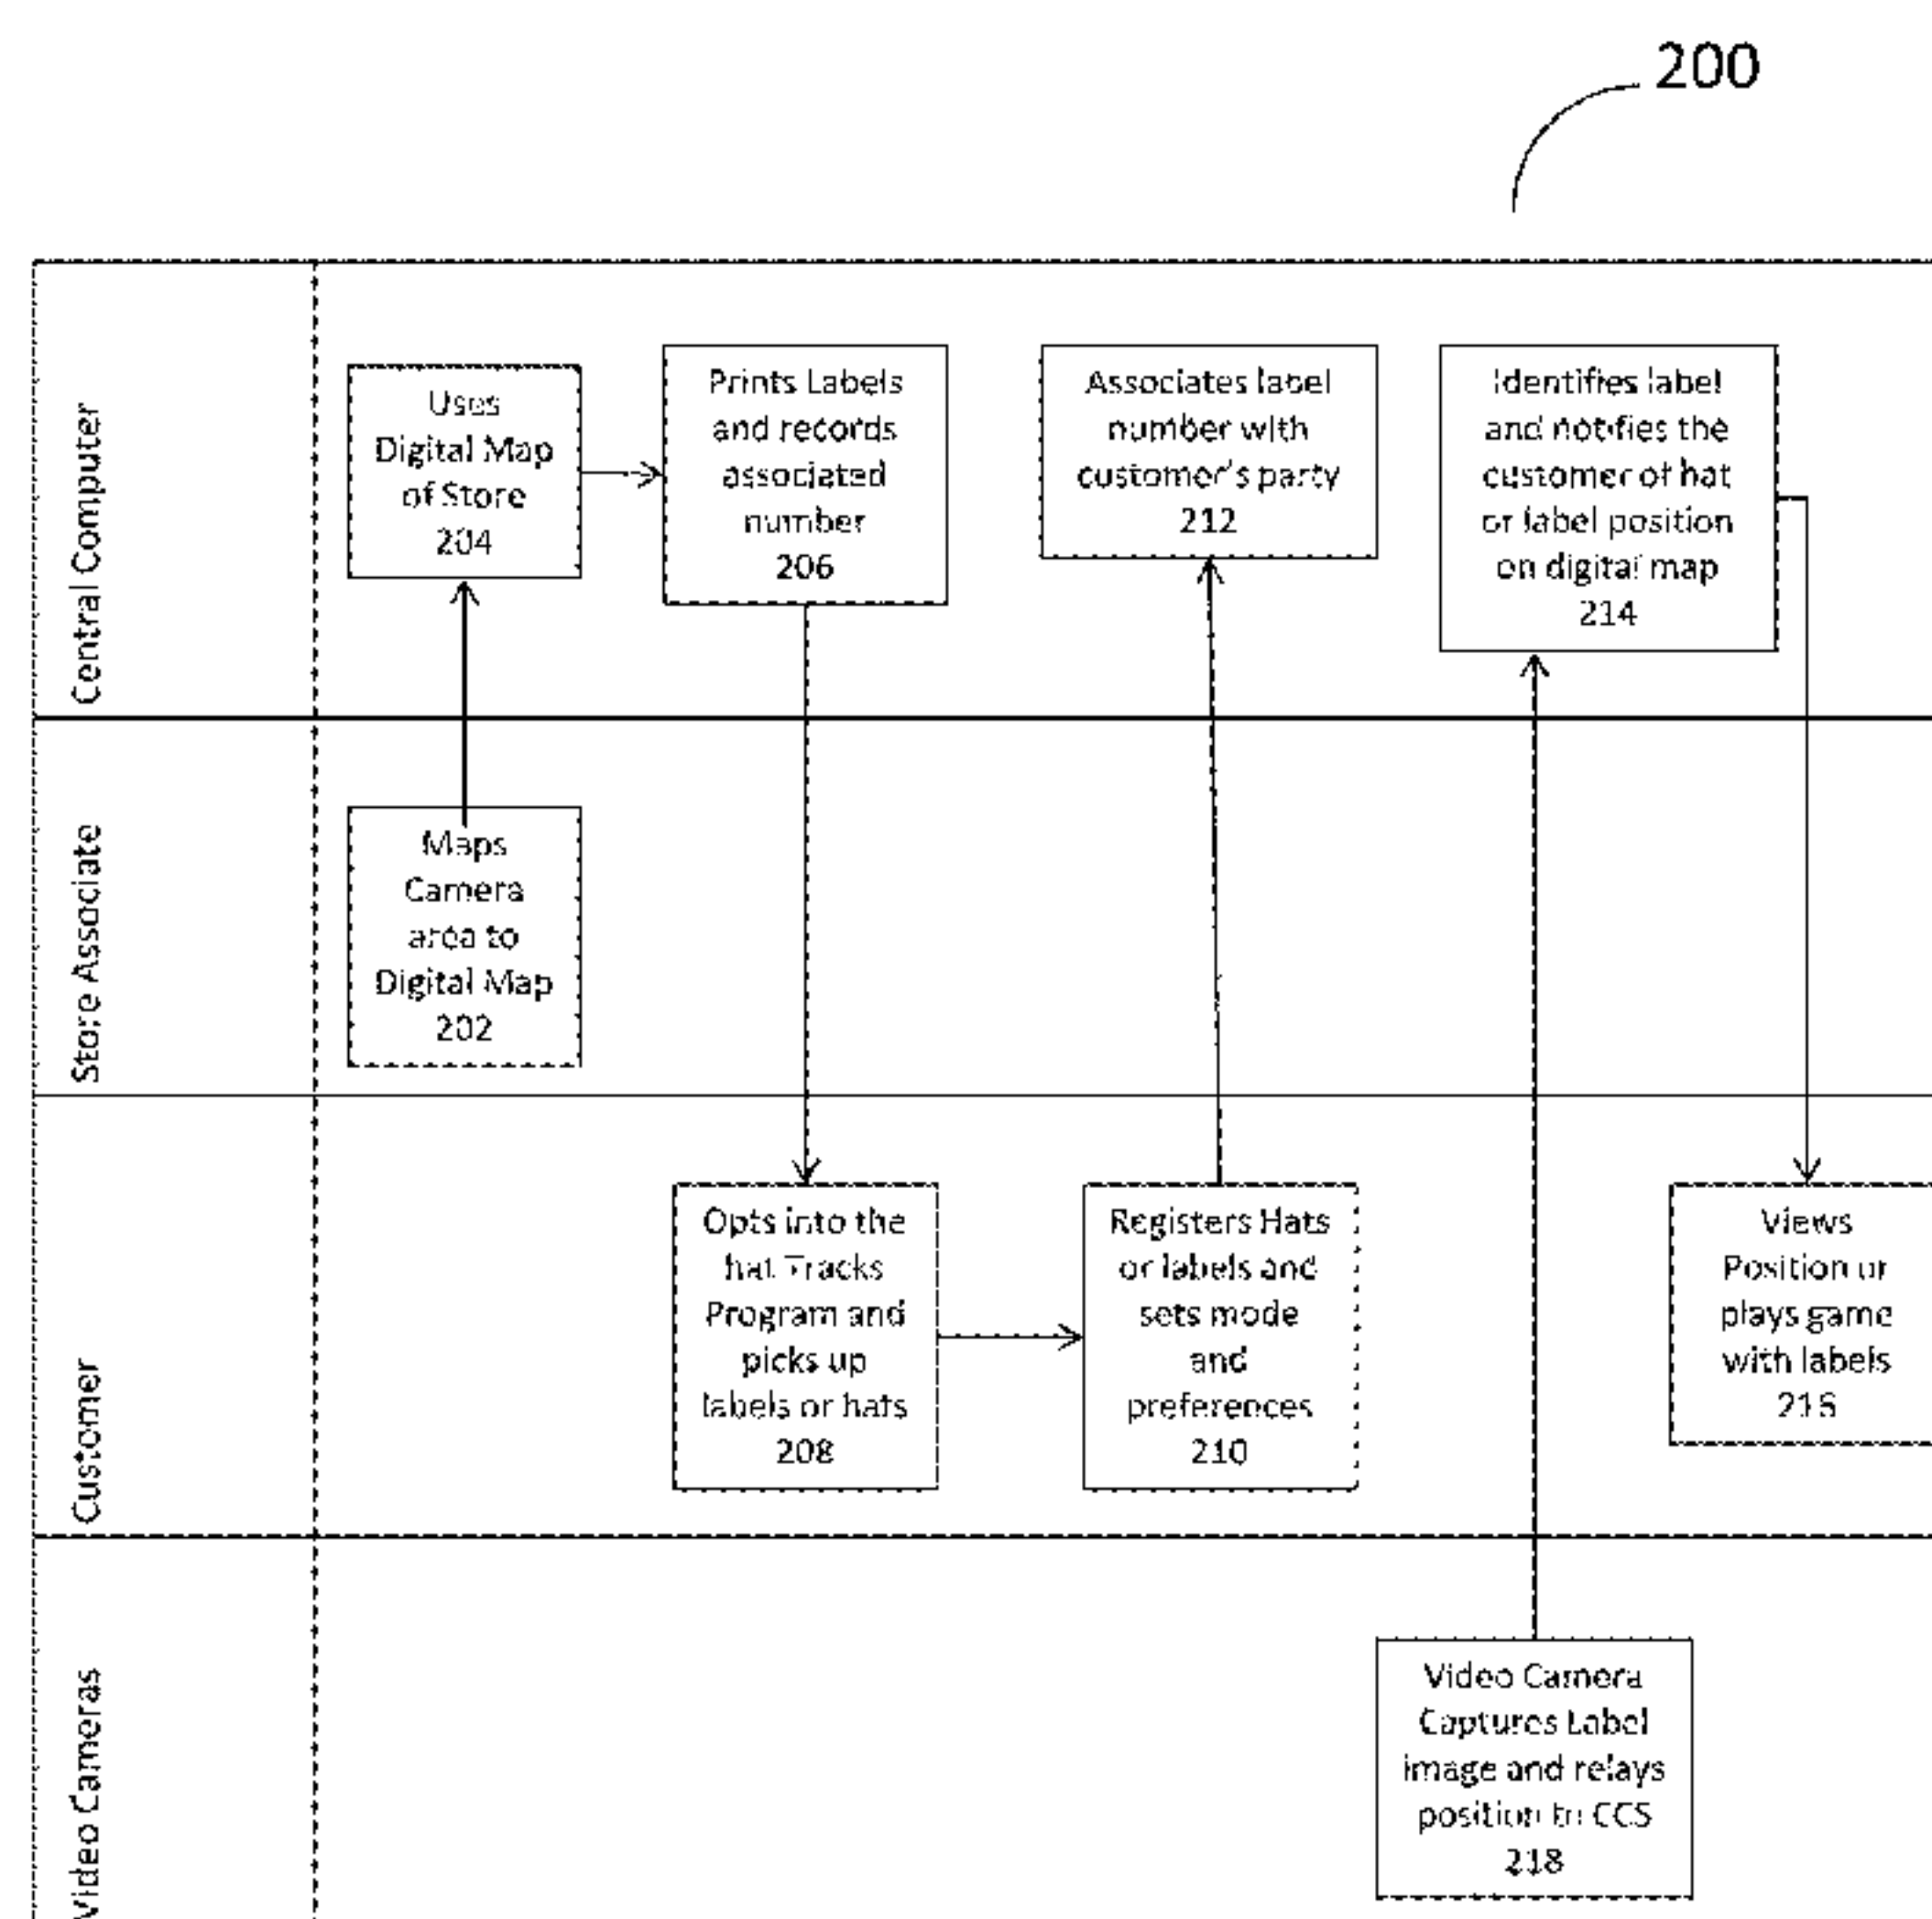 200
Central Computer
Uses
Digital Map
of Store
204
Prints Labels
and records
associated
number
206
Associates label
number with
customer's party
212
Identifies label
and notifies the
customer of hat
or label position
on digital map
214
Store Associate
Maps
Camera
area to
Digital Map
202
Customer
Opts into the
hat Tracks
Program and
picks up
labels or hats
208
Registers Hats
or labels and
sets mode
and
preferences
210
Views
Position or
plays game
with labels
216
Video Cameras
Video Camera
Captures Label
image and relays
position to CCS
218